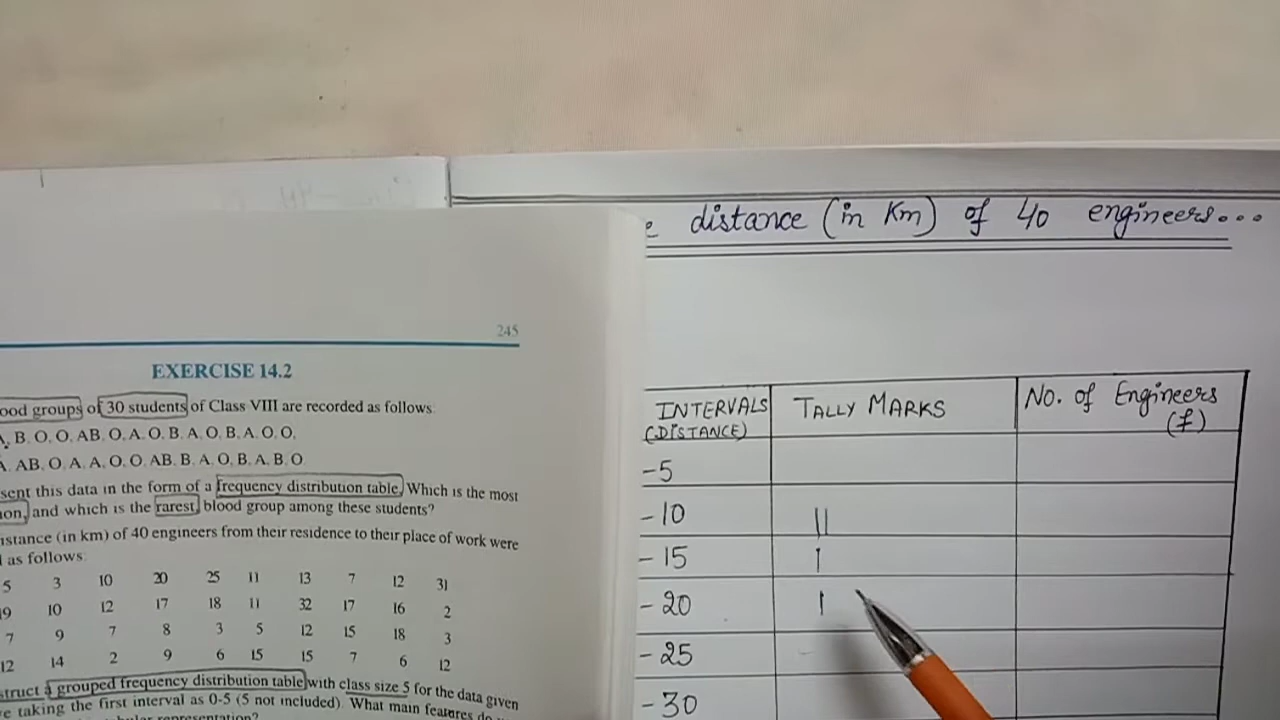 distance (in Km) of 40 engineers...
245
EXERCISE 14.2
ood groups of 30 students of Class VIII are recorded as follows:
A, B, O, O, AB, O, A, O, B, A, O, B, A, O, O,
A, AB, O, A, A, O, O, AB, B, A, O, B, A, B, O
sent this data in the form of a frequency distribution table. Which is the most
on, and which is the rarest, blood group among these students?
istance (in km) of 40 engineers from their residence to their place of work were
as follows:
5 3 10 20 25 11 13 7 12 31
19 10 12 17 18 11 32 17 16 2
7 9 7 8 3 5 12 15 18 3
12 14 2 9 6 15 15 7 6 12
struct a grouped frequency distribution table with class size 5 for the data given
e taking the first interval as 0-5 (5 not included). What main features do
representation?
INTERVALS (DISTANCE) TALLY MARKS No. of Engineers (f)
-5
-10 ||
-15 |
-20 |
-25
-30